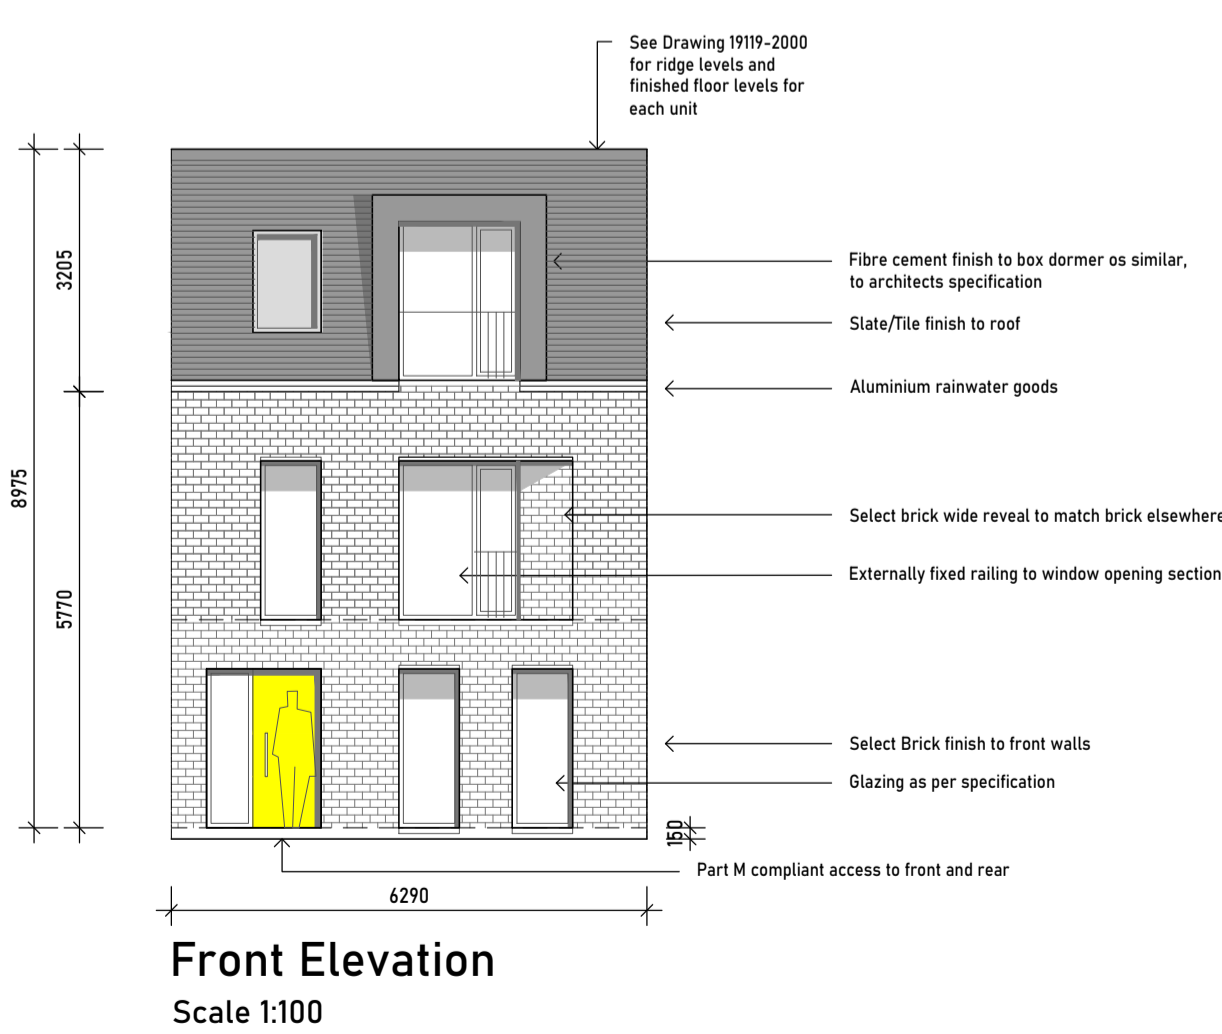 See Drawing 19119-2000
for ridge levels and
finished floor levels for
each unit
3205
Fibre cement finish to box dormer os similar,
to architects specification
Slate/Tile finish to roof
Aluminium rainwater goods
8975
Select brick wide reveal to match brick elsewhere
Externally fixed railing to window opening section
5770
Select Brick finish to front walls
Glazing as per specification
150
Part M compliant access to front and rear
6290
Front Elevation
Scale 1:100